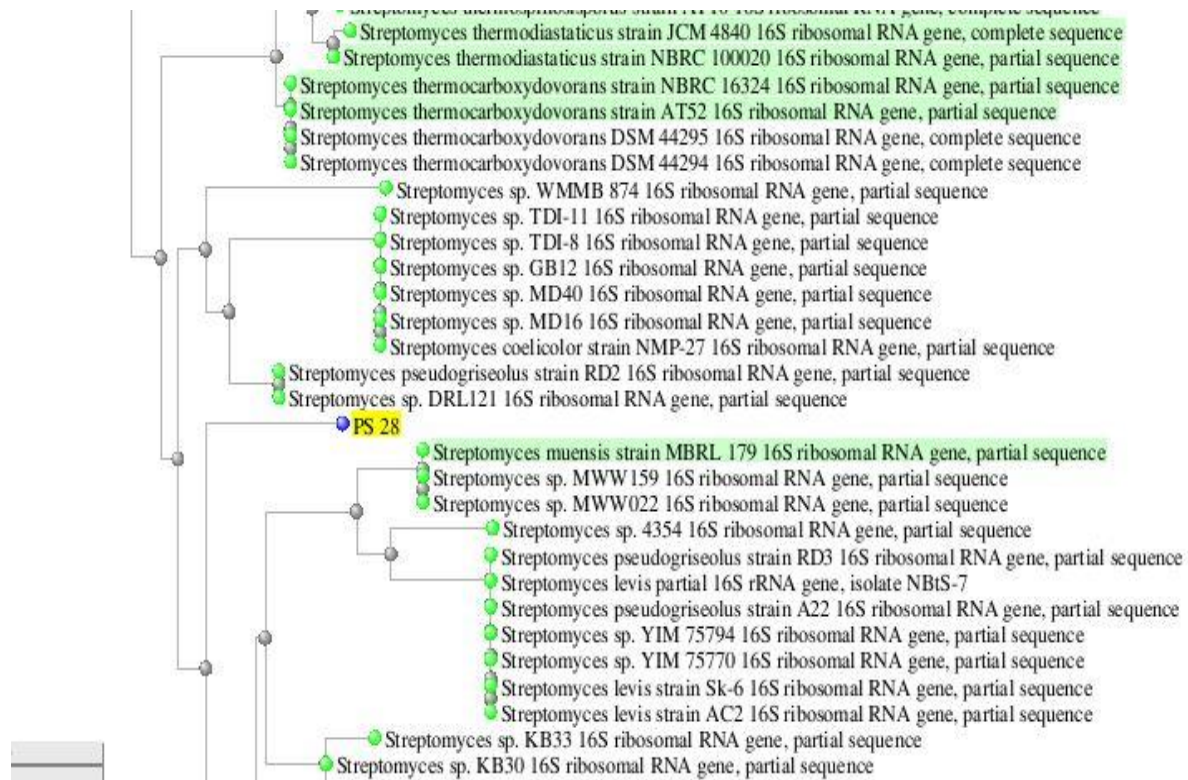 Streptomyces thermospinosisporus strain AT10 16S ribosomal RNA gene, complete sequence
Streptomyces thermodiastaticus strain JCM 4840 16S ribosomal RNA gene, complete sequence
Streptomyces thermodiastaticus strain NBRC 100020 16S ribosomal RNA gene, partial sequence
Streptomyces thermocarboxydovorans strain NBRC 16324 16S ribosomal RNA gene, partial sequence
Streptomyces thermocarboxydovorans strain AT52 16S ribosomal RNA gene, partial sequence
Streptomyces thermocarboxydovorans DSM 44295 16S ribosomal RNA gene, complete sequence
Streptomyces thermocarboxydovorans DSM 44294 16S ribosomal RNA gene, complete sequence
Streptomyces sp. WMMB 874 16S ribosomal RNA gene, partial sequence
Streptomyces sp. TDI-11 16S ribosomal RNA gene, partial sequence
Streptomyces sp. TDI-8 16S ribosomal RNA gene, partial sequence
Streptomyces sp. GB12 16S ribosomal RNA gene, partial sequence
Streptomyces sp. MD40 16S ribosomal RNA gene, partial sequence
Streptomyces sp. MD16 16S ribosomal RNA gene, partial sequence
Streptomyces coelicolor strain NMP-27 16S ribosomal RNA gene, partial sequence
Streptomyces pseudogriseolus strain RD2 16S ribosomal RNA gene, partial sequence
Streptomyces sp. DRL121 16S ribosomal RNA gene, partial sequence
PS 28
Streptomyces muensis strain MBRL 179 16S ribosomal RNA gene, partial sequence
Streptomyces sp. MWW159 16S ribosomal RNA gene, partial sequence
Streptomyces sp. MWW022 16S ribosomal RNA gene, partial sequence
Streptomyces sp. 4354 16S ribosomal RNA gene, partial sequence
Streptomyces pseudogriseolus strain RD3 16S ribosomal RNA gene, partial sequence
Streptomyces levis partial 16S rRNA gene, isolate NBtS-7
Streptomyces pseudogriseolus strain A22 16S ribosomal RNA gene, partial sequence
Streptomyces sp. YIM 75794 16S ribosomal RNA gene, partial sequence
Streptomyces sp. YIM 75770 16S ribosomal RNA gene, partial sequence
Streptomyces levis strain Sk-6 16S ribosomal RNA gene, partial sequence
Streptomyces levis strain AC2 16S ribosomal RNA gene, partial sequence
Streptomyces sp. KB33 16S ribosomal RNA gene, partial sequence
Streptomyces sp. KB30 16S ribosomal RNA gene, partial sequence